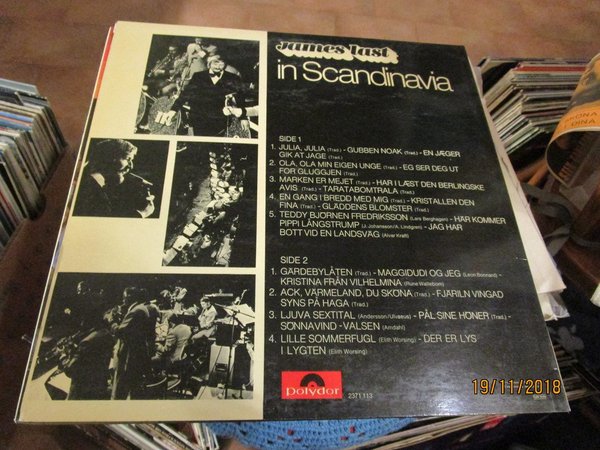 james last
in Scandinavia
SIDE 1
1. JULIA, JULIA (Trad.) - GUBBEN NOAK (Trad.) - EN JÆGER
GIK AT JAGE (Trad.)
2. OLA, OLA MIN EIGEN UNGE (Trad.) - EG SER DEG UT
FOR GLUGGJEN (Trad.)
3. MARKEN ER MEJET (Trad.) - HAR I LÆST DEN BERLINGSKE
AVIS (Trad.) - TARATABOMTRALA (Trad.)
4. EN GANG I BREDD MED MIG (Trad.) - KRISTALLEN DEN
FINA (Trad.) - GLÄDDENS BLOMSTER (Trad.)
5. TEDDY BJÖRNEN FREDRIKSSON (Lars Berghagen) - HÄR KOMMER
PIPPI LÅNGSTRUMP (J. Johansson/A. Lindgren) - JAG HAR
BOTT VID EN LANDSVÄG (Alvar Kraft)
SIDE 2
1. GÄRDEBYLÅTEN (Trad.) - MAGGIDUDI OG JEG (Leon Bonnart) -
KRISTINA FRÅN VILHELMINA (Rune Wallebom)
2. ACK, VÄRMELAND, DU SKÖNA (Trad.) - FJÄRILN VINGAD
SYNS PÅ HAGA (Trad.)
3. LJUVA SEXTITAL (Andersson/Ulvaeus) - PÅL SINE HÖNER (Trad.) -
SÖNNAVIND - VALSEN (Amdahl)
4. LILLE SOMMERFUGL (Elith Worsing) - DER ER LYS
I LYGTEN (Elith Worsing)
Polydor
2371 113
19/11/2018